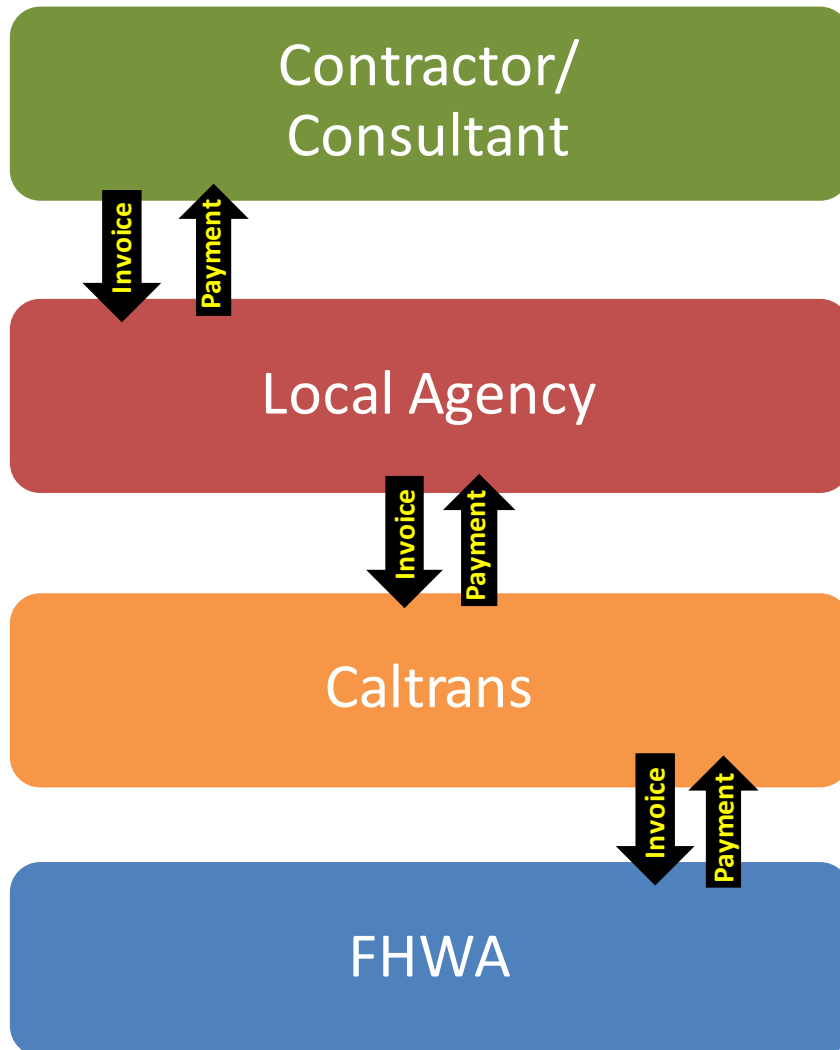 Contractor/
Consultant
Invoice
Payment
Local Agency
Invoice
Payment
Caltrans
Invoice
Payment
FHWA